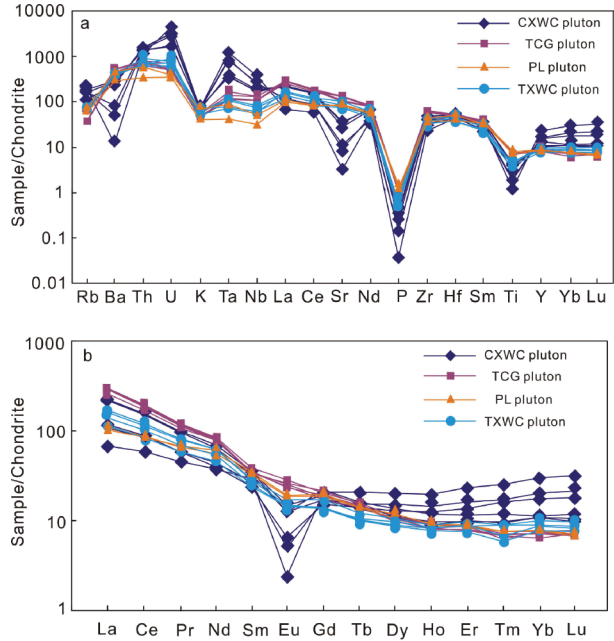 a
10000
1000
100
10
1
0.1
0.01
Sample/Chondrite
CXWC pluton
TCG pluton
PL pluton
TXWC pluton
Rb Ba Th U K Ta Nb La Ce Sr Nd P Zr Hf Sm Ti Y Yb Lu
b
1000
100
10
1
Sample/Chondrite
CXWC pluton
TCG pluton
PL pluton
TXWC pluton
La Ce Pr Nd Sm Eu Gd Tb Dy Ho Er Tm Yb Lu